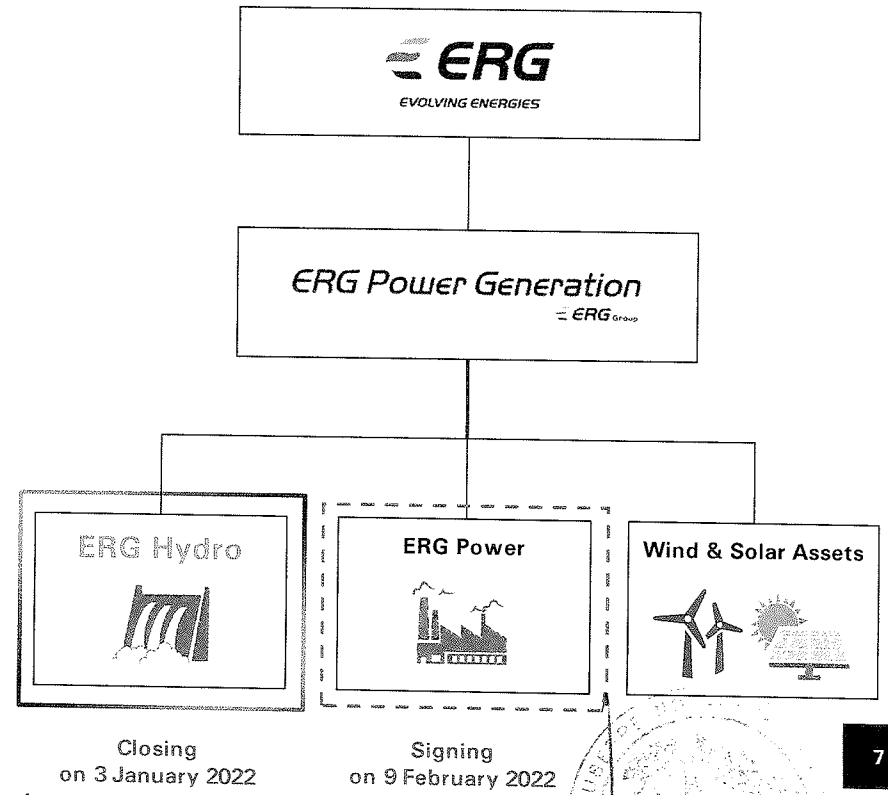 ERG
EVOLVING ENERGIES
ERG Power Generation
ERG Group
ERG Hydro
ERG Power
Wind & Solar Assets
Closing
on 3 January 2022
Signing
on 9 February 2022
7